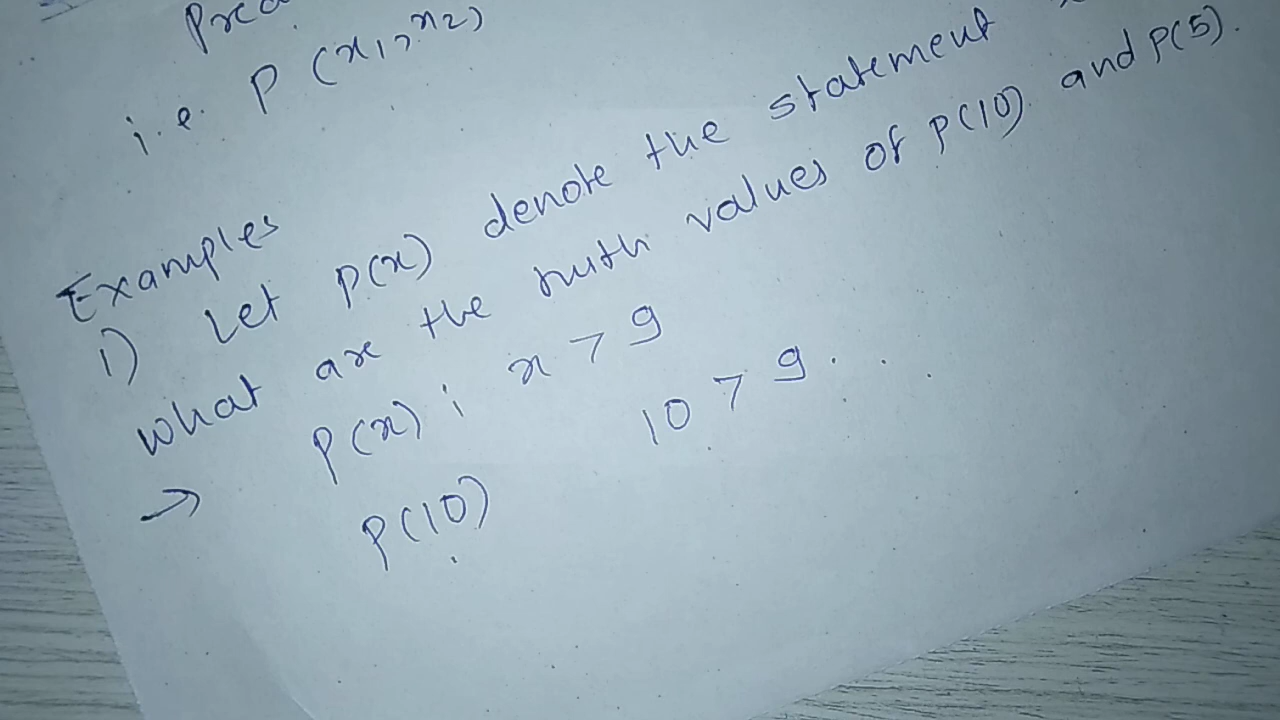 i.e. P (x1, x2)
Examples
1) Let P(x) denote the statement
What are the truth values of P(10) and P(5).
→ P(x) : x > 9
P(10) 10 > 9.